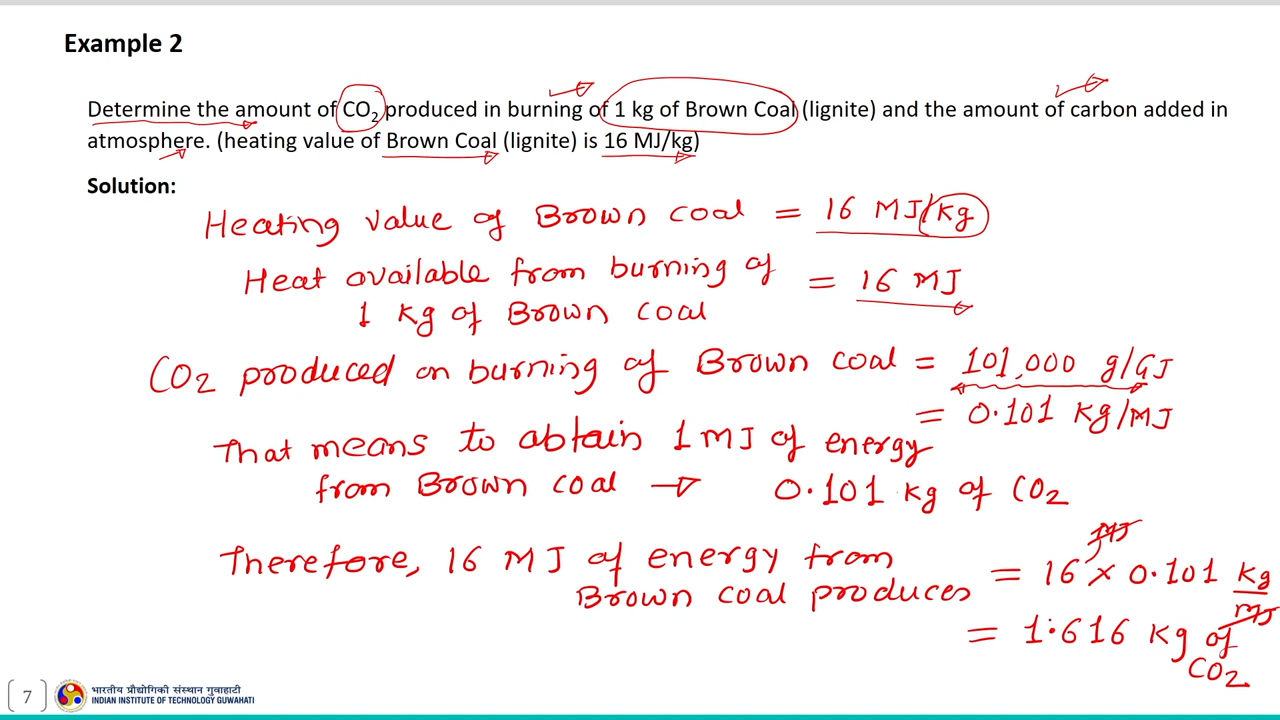 Example 2
Determine the amount of CO₂ produced in burning of 1 kg of Brown Coal (lignite) and the amount of carbon added in
atmosphere. (heating value of Brown Coal (lignite) is 16 MJ/kg)
Solution:
Heating value of Brown coal = 16 MJ/kg
Heat available from burning of = 16 MJ
1 kg of Brown coal
CO₂ produced on burning of Brown coal = 101,000 g/GJ
= 0.101 kg/MJ
That means to obtain 1 MJ of energy
from Brown coal → 0.101 kg of CO₂
Therefore, 16 MJ of energy from
Brown coal produces = 16 MJ × 0.101 kg/MJ
= 1.616 kg of CO₂
7
भारतीय प्रौद्योगिकी संस्थान गुवाहाटी
INDIAN INSTITUTE OF TECHNOLOGY GUWAHATI